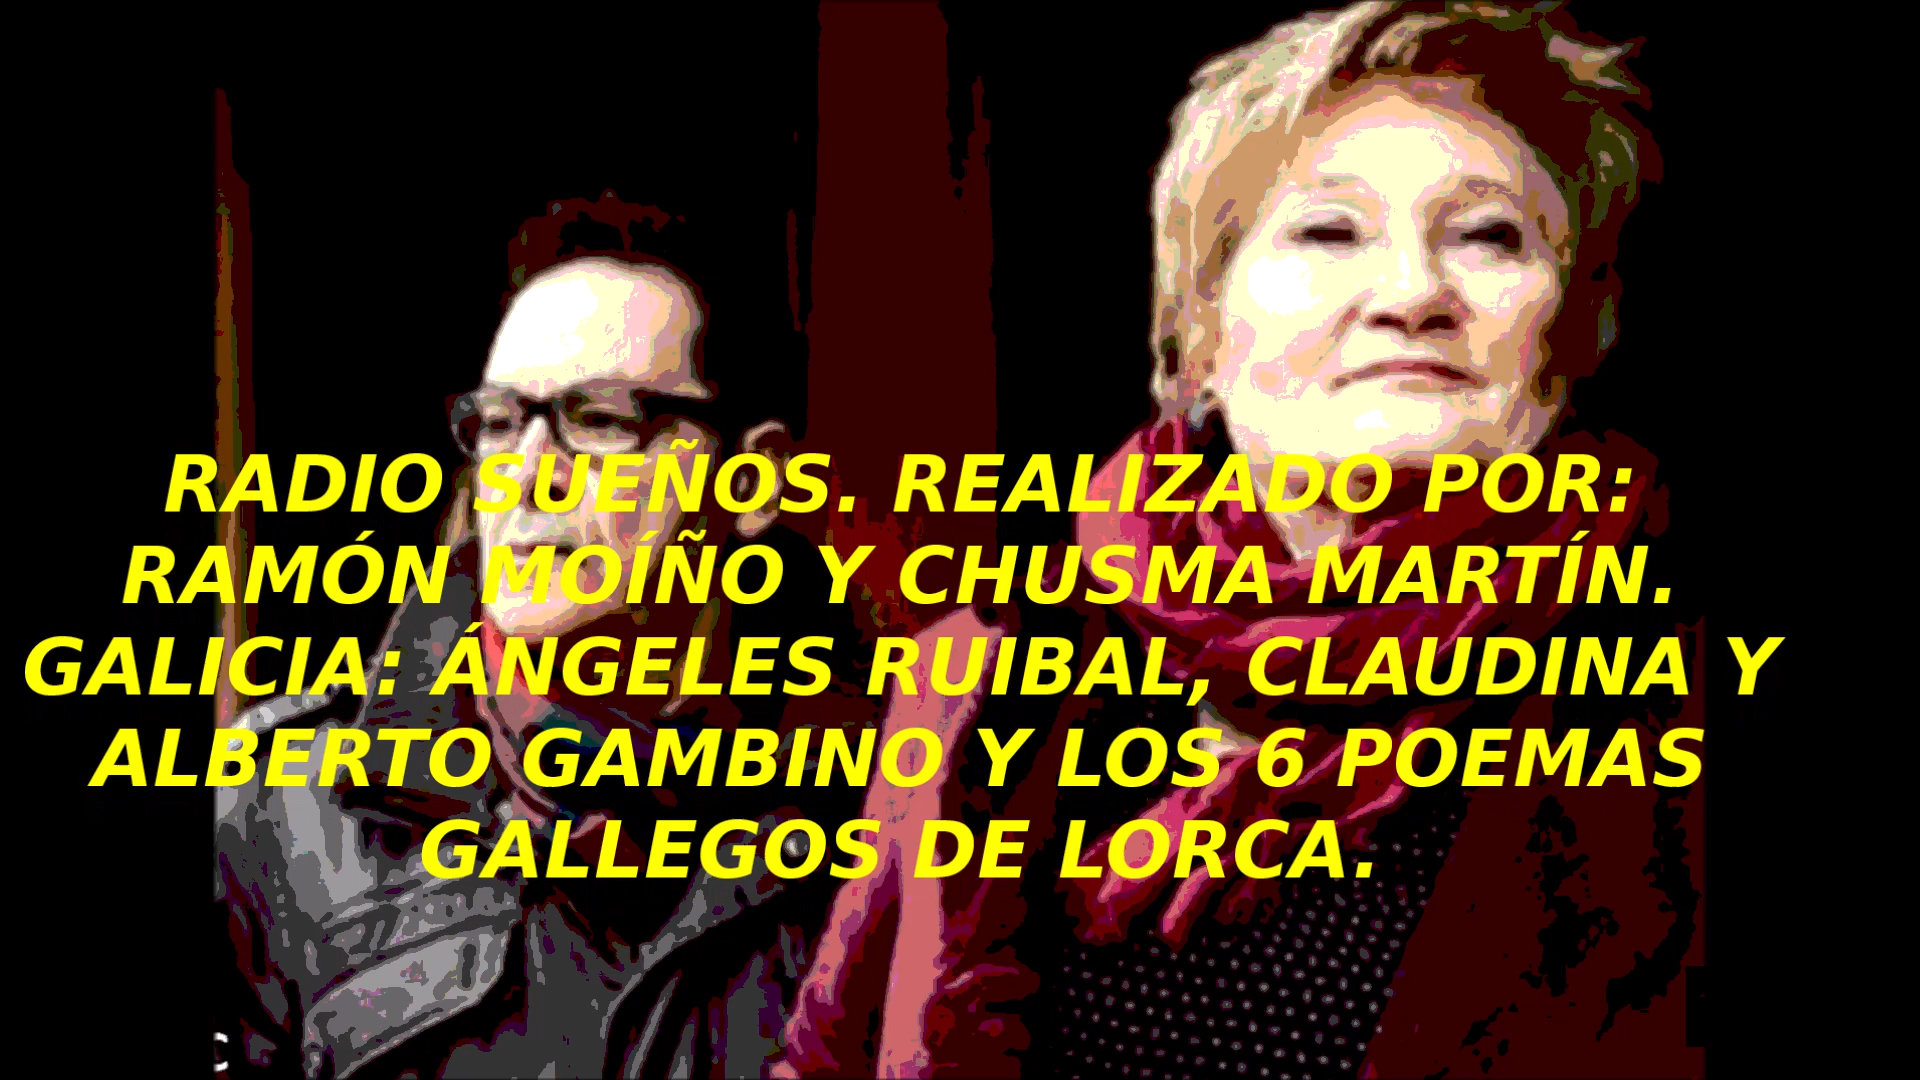 RADIO SUEÑOS. REALIZADO POR:
RAMÓN MOÍÑO Y CHUSMA MARTÍN.
GALICIA: ÁNGELES RUIBAL, CLAUDINA Y
ALBERTO GAMBINO Y LOS 6 POEMAS
GALLEGOS DE LORCA.